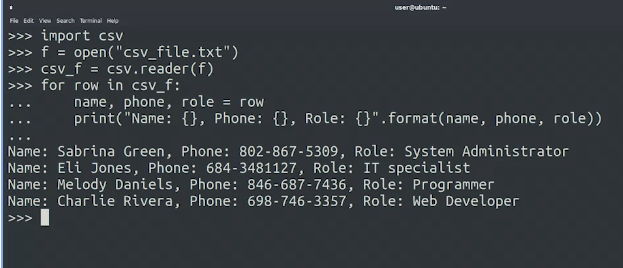 user@ubuntu: ~
File Edit View Search Terminal Help
>>> import csv
>>> f = open("csv_file.txt")
>>> csv_f = csv.reader(f)
>>> for row in csv_f:
...     name, phone, role = row
...     print("Name: {}, Phone: {}, Role: {}".format(name, phone, role))
...
Name: Sabrina Green, Phone: 802-867-5309, Role: System Administrator
Name: Eli Jones, Phone: 684-3481127, Role: IT specialist
Name: Melody Daniels, Phone: 846-687-7436, Role: Programmer
Name: Charlie Rivera, Phone: 698-746-3357, Role: Web Developer
>>>